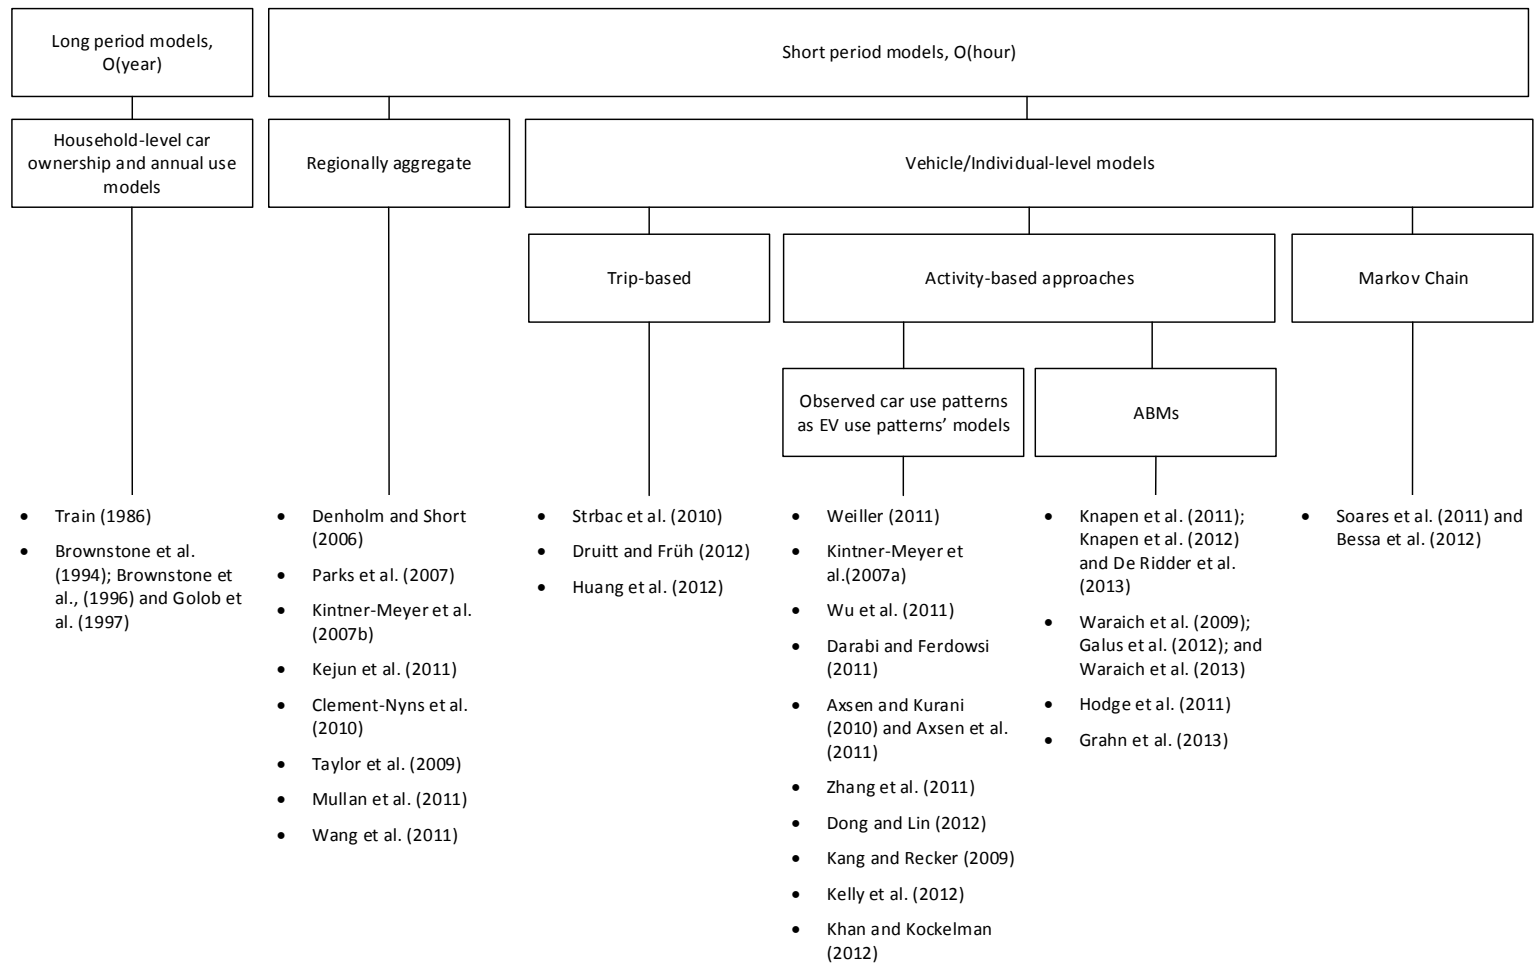 Long period models,
O(year)
Short period models, O(hour)
Household-level car
ownership and annual use
models
Regionally aggregate
Vehicle/Individual-level models
Trip-based
Activity-based approaches
Markov Chain
Observed car use patterns
as EV use patterns’ models
ABMs
• Train (1986)
• Brownstone et al.
(1994); Brownstone et
al., (1996) and Golob et
al. (1997)
• Denholm and Short
(2006)
• Parks et al. (2007)
• Kintner-Meyer et al.
(2007b)
• Kejun et al. (2011)
• Clement-Nyns et al.
(2010)
• Taylor et al. (2009)
• Mullan et al. (2011)
• Wang et al. (2011)
• Strbac et al. (2010)
• Druitt and Früh (2012)
• Huang et al. (2012)
• Weiller (2011)
• Kintner-Meyer et
al.(2007a)
• Wu et al. (2011)
• Darabi and Ferdowsi
(2011)
• Axsen and Kurani
(2010) and Axsen et al.
(2011)
• Zhang et al. (2011)
• Dong and Lin (2012)
• Kang and Recker (2009)
• Kelly et al. (2012)
• Khan and Kockelman
(2012)
• Knapen et al. (2011);
Knapen et al. (2012)
and De Ridder et al.
(2013)
• Waraich et al. (2009);
Galus et al. (2012); and
Waraich et al. (2013)
• Hodge et al. (2011)
• Grahn et al. (2013)
• Soares et al. (2011) and
Bessa et al. (2012)